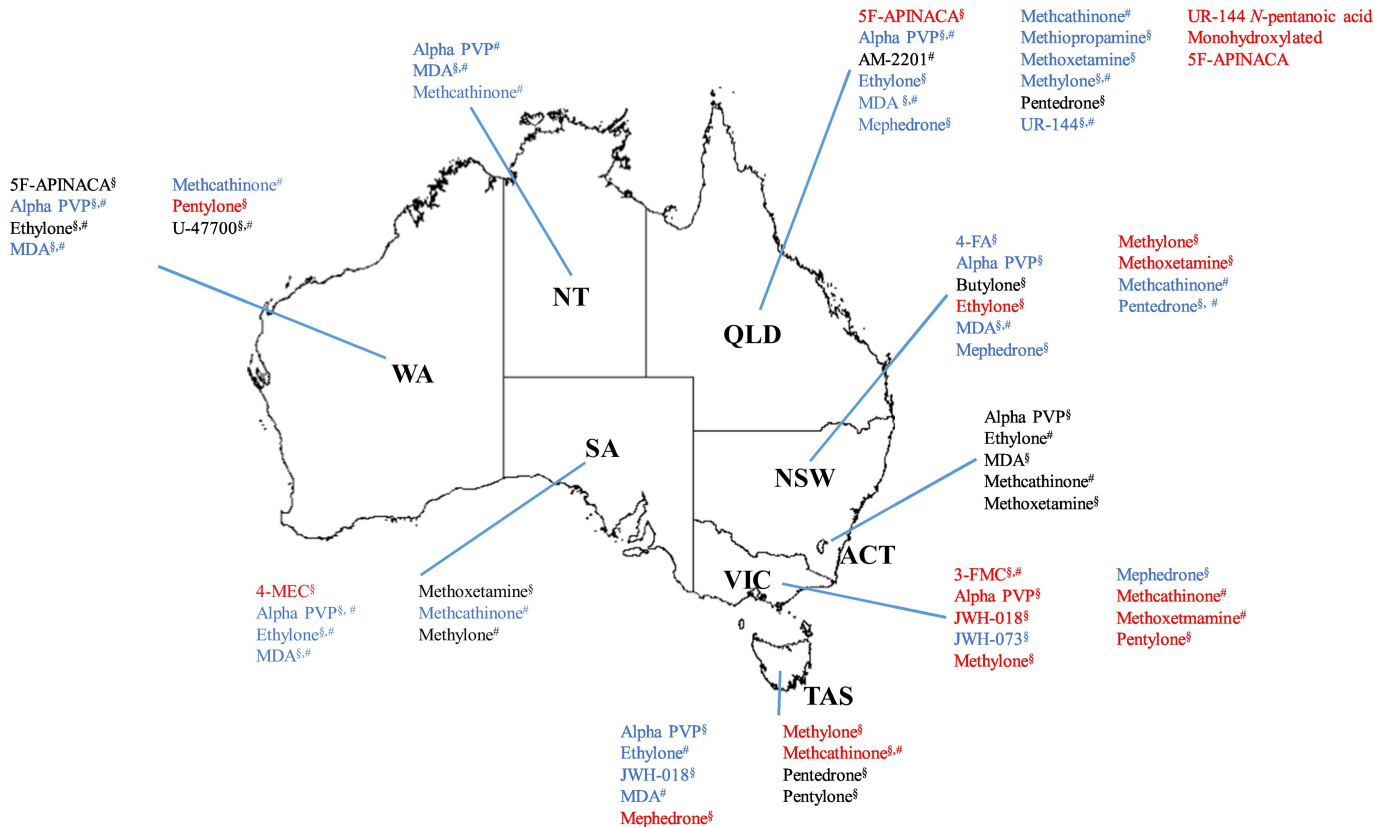 5F-APINACA§
Alpha PVP§,#
AM-2201#
Ethylone§
MDA §,#
Mephedrone§
Methcathinone#
Methiopropamine§
Methoxetamine§
Methylone§,#
Pentedrone§
UR-144§,#
UR-144 N-pentanoic acid
Monohydroxylated
5F-APINACA
Alpha PVP#
MDA§,#
Methcathinone#
5F-APINACA§
Alpha PVP§,#
Ethylone§,#
MDA§,#
Methcathinone#
Pentylone§
U-47700§,#
4-FA§
Alpha PVP§
Butylone§
Ethylone§
MDA§,#
Mephedrone§
Methylone§
Methoxetamine§
Methcathinone#
Pentedrone§, #
NT
QLD
WA
SA
NSW
ACT
VIC
TAS
Alpha PVP§
Ethylone#
MDA§
Methcathinone#
Methoxetamine§
4-MEC§
Alpha PVP§, #
Ethylone§,#
MDA§,#
Methoxetamine§
Methcathinone#
Methylone#
3-FMC§,#
Alpha PVP§
JWH-018§
JWH-073§
Methylone§
Mephedrone§
Methcathinone#
Methoxetmamine#
Pentylone§
Alpha PVP§
Ethylone#
JWH-018§
MDA#
Mephedrone§
Methylone§
Methcathinone§,#
Pentedrone§
Pentylone§